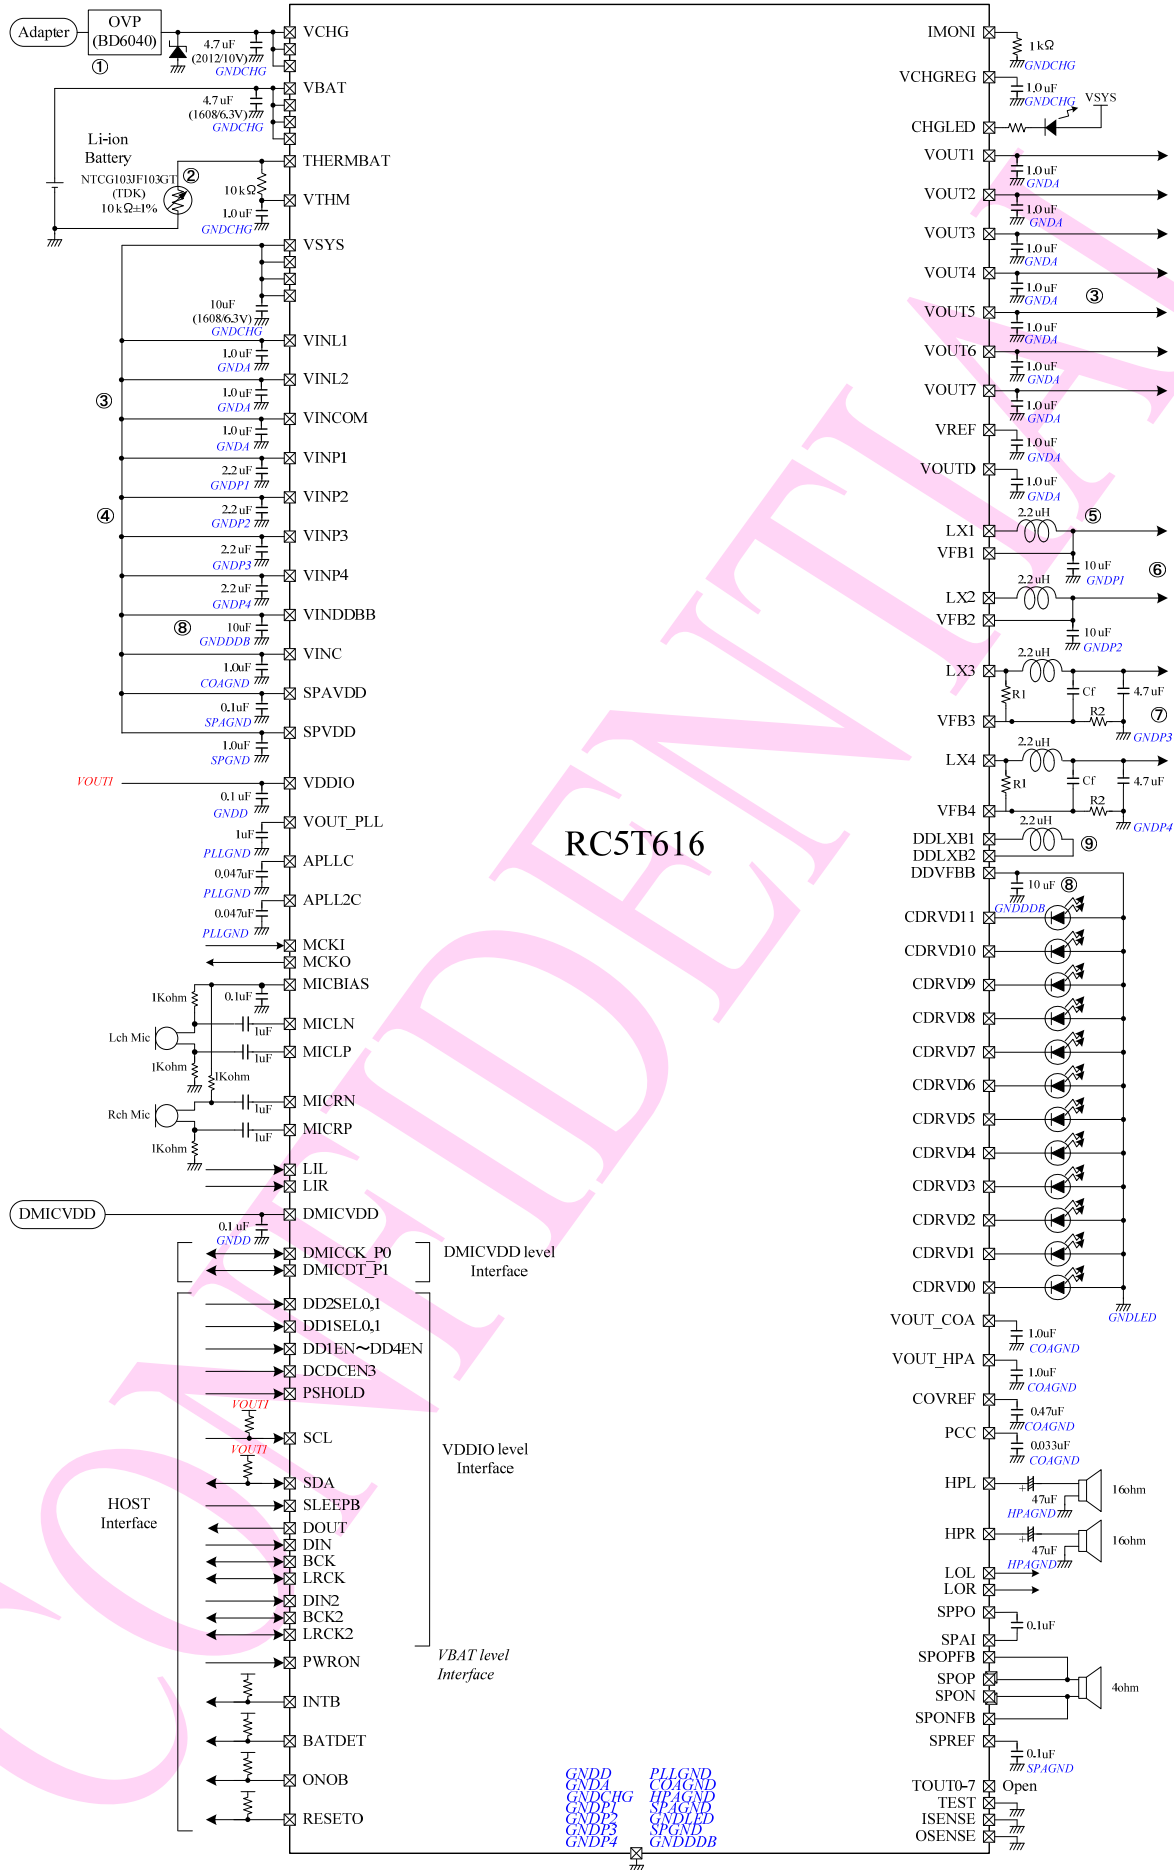 Adapter
OVP
(BD6040)
①
4.7 uF
(2012/10V)
GNDCHG
VCHG
VBAT
4.7 uF
(1608/6.3V)
GNDCHG
Li-ion
Battery
NTCG103JF103GT
(TDK)
10 kΩ±1%
②
THERMBAT
10 kΩ
VTHM
1.0 uF
GNDCHG
VSYS
10uF
(1608/6.3V)
GNDCHG
VINL1
1.0 uF
GNDA
VINL2
③
1.0 uF
GNDA
VINCOM
1.0 uF
GNDA
VINP1
2.2 uF
GNDP1
VINP2
④
2.2 uF
GNDP2
VINP3
2.2 uF
GNDP3
VINP4
2.2 uF
GNDP4
VINDDBB
⑧
10uF
GNDDDB
VINC
1.0uF
COAGND
SPAVDD
0.1uF
SPAGND
SPVDD
1.0uF
SPGND
VOUT1
VDDIO
0.1 uF
GNDD
VOUT_PLL
1uF
PLLGND
APLLC
0.047uF
PLLGND
APLL2C
0.047uF
PLLGND
MCKI
MCKO
MICBIAS
1Kohm
0.1uF
MICLN
1uF
Lch Mic
MICLP
1uF
1Kohm
1Kohm
MICRN
1uF
Rch Mic
MICRP
1uF
1Kohm
LIL
LIR
DMICVDD
DMICVDD
0.1 uF
GNDD
DMICCK_P0
DMICDT_P1
DMICVDD level
Interface
DD2SEL0,1
DD1SEL0,1
DD1EN～DD4EN
DCDCEN3
PSHOLD
VOUT1
SCL
VOUT1
SDA
VDDIO level
Interface
HOST
Interface
SLEEPB
DOUT
DIN
BCK
LRCK
DIN2
BCK2
LRCK2
VBAT level
Interface
PWRON
INTB
BATDET
ONOB
RESETO
RC5T616
GNDD PLLGND
GNDA COAGND
GNDCHG HPAGND
GNDP1 SPAGND
GNDP2 GNDLED
GNDP3 SPGND
GNDP4 GNDDDB
IMONI
1 kΩ
GNDCHG
VCHGREG
1.0 uF
GNDCHG
VSYS
CHGLED
VOUT1
1.0 uF
GNDA
VOUT2
1.0 uF
GNDA
VOUT3
1.0 uF
GNDA
VOUT4
1.0 uF
GNDA
③
VOUT5
1.0 uF
GNDA
VOUT6
1.0 uF
GNDA
VOUT7
1.0 uF
GNDA
VREF
1.0 uF
GNDA
VOUTD
1.0 uF
GNDA
LX1
2.2 uH
⑤
VFB1
10 uF
GNDP1
⑥
LX2
2.2 uH
VFB2
10 uF
GNDP2
LX3
2.2 uH
R1
Cf
4.7 uF
VFB3
R2
⑦
GNDP3
LX4
2.2 uH
R1
Cf
4.7 uF
VFB4
R2
GNDP4
DDLXB1
2.2 uH
⑨
DDLXB2
DDVFBB
10 uF
⑧
GNDDDB
CDRVD11
CDRVD10
CDRVD9
CDRVD8
CDRVD7
CDRVD6
CDRVD5
CDRVD4
CDRVD3
CDRVD2
CDRVD1
CDRVD0
GNDLED
VOUT_COA
1.0uF
COAGND
VOUT_HPA
1.0uF
COAGND
COVREF
0.47uF
COAGND
PCC
0.033uF
COAGND
HPL
47uF
HPAGND
16ohm
HPR
47uF
HPAGND
16ohm
LOL
LOR
SPPO
0.1uF
SPAI
SPOPFB
SPOP
SPON
4ohm
SPONFB
SPREF
0.1uF
SPAGND
TOUT0-7
Open
TEST
ISENSE
OSENSE
CONFIDENTIAL